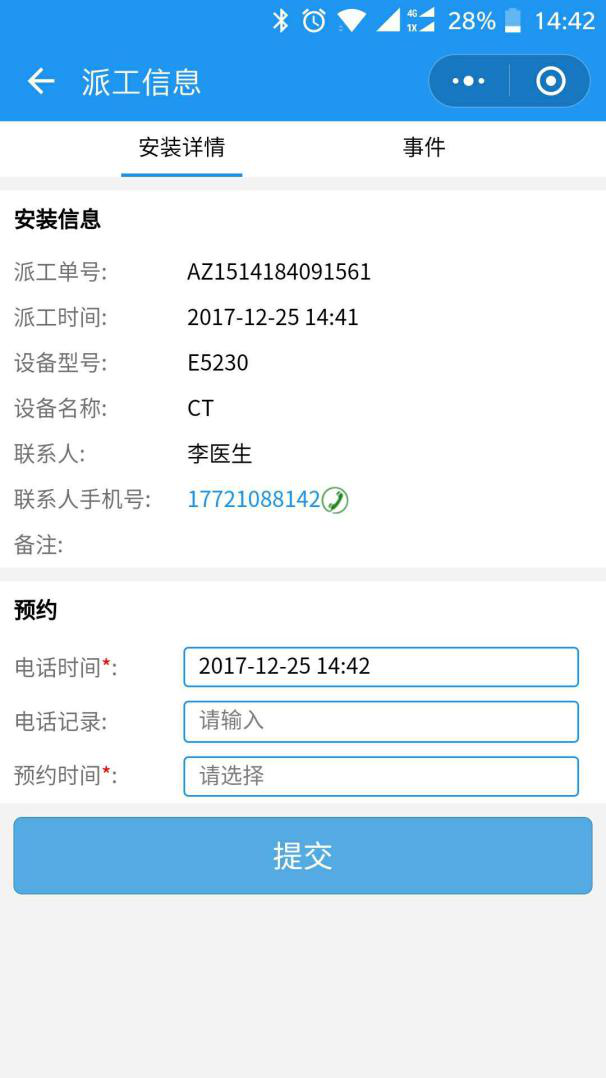 4G 1X 28% 14:42
派工信息
安装详情 事件
安装信息
派工单号: AZ1514184091561
派工时间: 2017-12-25 14:41
设备型号: E5230
设备名称: CT
联系人: 李医生
联系人手机号: 17721088142
备注:
预约
电话时间*: 2017-12-25 14:42
电话记录: 请输入
预约时间*: 请选择
提交